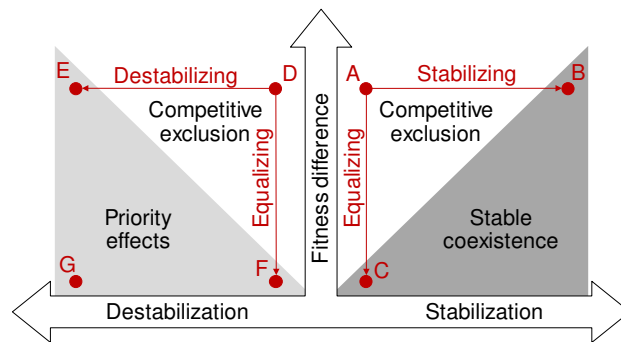 E
Destabilizing
D
A
Stabilizing
B
Competitive
exclusion
Competitive
exclusion
Equalizing
Fitness difference
Equalizing
Priority
effects
Stable
coexistence
G
F
C
Destabilization
Stabilization